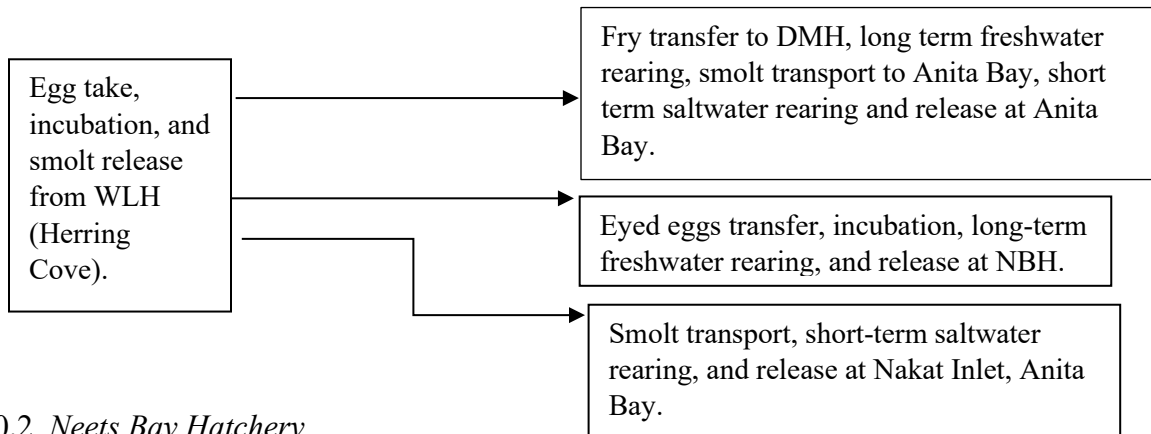 Egg take,
incubation, and
smolt release
from WLH
(Herring
Cove).
Fry transfer to DMH, long term freshwater
rearing, smolt transport to Anita Bay, short
term saltwater rearing and release at Anita
Bay.
Eyed eggs transfer, incubation, long-term
freshwater rearing, and release at NBH.
Smolt transport, short-term saltwater
rearing, and release at Nakat Inlet, Anita
Bay.
0.2 Neets Bay Hatchery